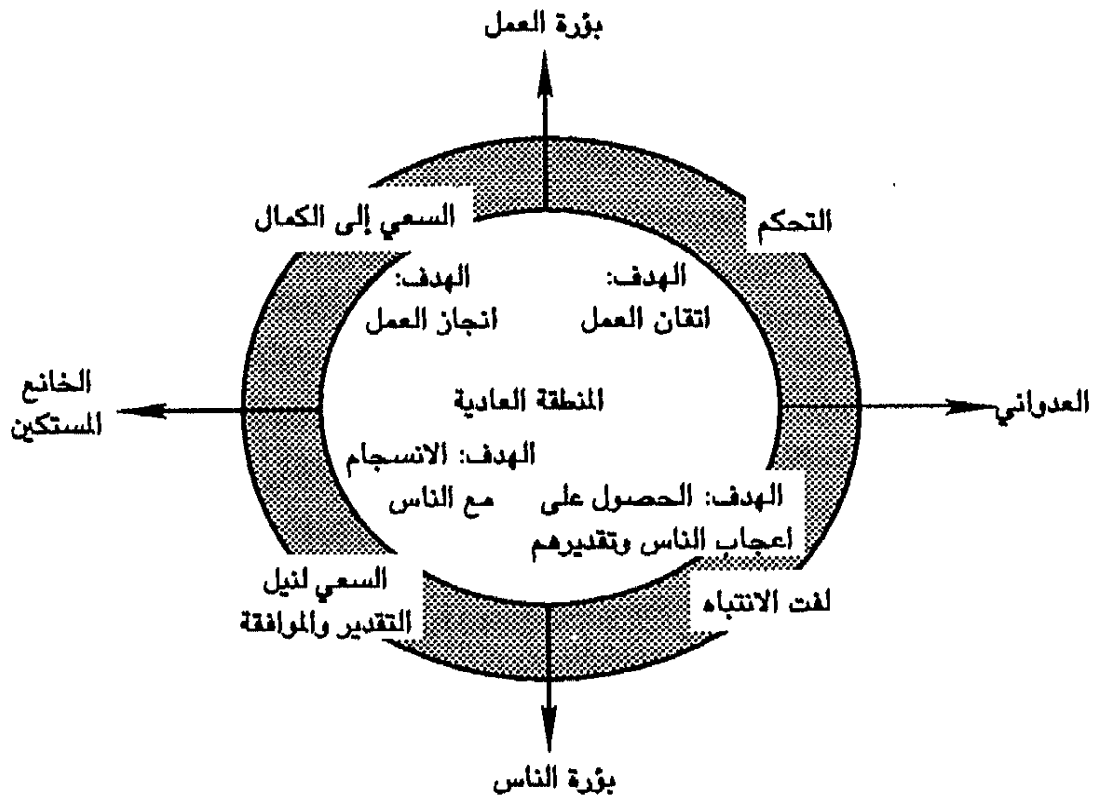 بؤرة العمل
التحكم
السعي إلى الكمال
الهدف:
اتقان العمل
الهدف:
انجاز العمل
العدواني
المنطقة العادية
الخانع
المستكين
الهدف: الحصول على
اعجاب الناس وتقديرهم
الهدف: الانسجام
مع الناس
لفت الانتباه
السعي لنيل
التقدير والموافقة
بؤرة الناس